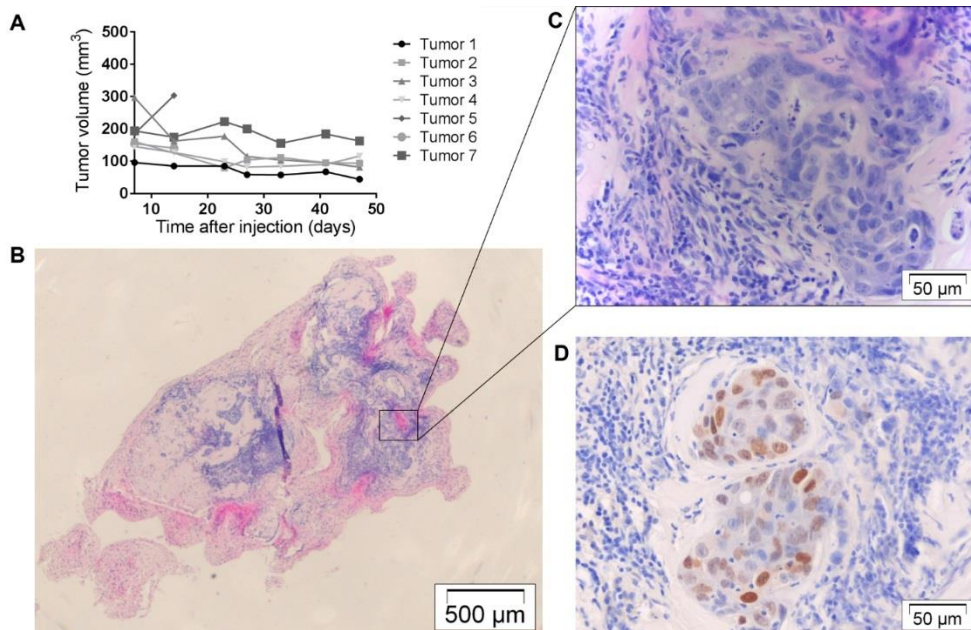 A
500
400
300
200
100
0
Tumor volume (mm³)
10 20 30 40 50
Time after injection (days)
Tumor 1
Tumor 2
Tumor 3
Tumor 4
Tumor 5
Tumor 6
Tumor 7
B
500 µm
C
50 µm
D
50 µm